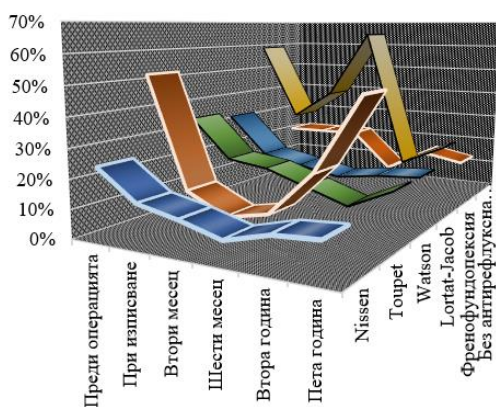 70%
60%
50%
40%
30%
20%
10%
0%
Преди операцията
При изписване
Втори месец
Шести месец
Втора година
Пета година
Nissen
Toupet
Watson
Lortat-Jacob
Френофундопексия
Без антирефлуксна..